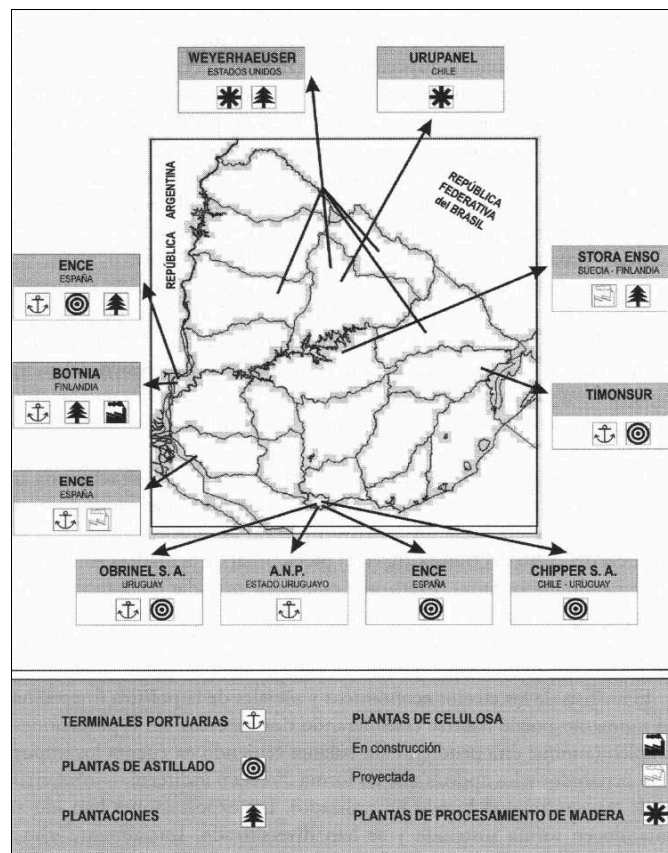 WEYERHAEUSER
ESTADOS UNIDOS
URUPANEL
CHILE
REPÚBLICA ARGENTINA
REPÚBLICA
FEDERATIVA
del BRASIL
ENCE
ESPAÑA
STORA ENSO
SUECIA - FINLANDIA
BOTNIA
FINLANDIA
TIMONSUR
ENCE
ESPAÑA
OBRINEL S. A.
URUGUAY
A.N.P.
ESTADO URUGUAYO
ENCE
ESPAÑA
CHIPPER S. A.
CHILE - URUGUAY
TERMINALES PORTUARIAS
PLANTAS DE ASTILLADO
PLANTACIONES
PLANTAS DE CELULOSA
En construcción
Proyectada
PLANTAS DE PROCESAMIENTO DE MADERA